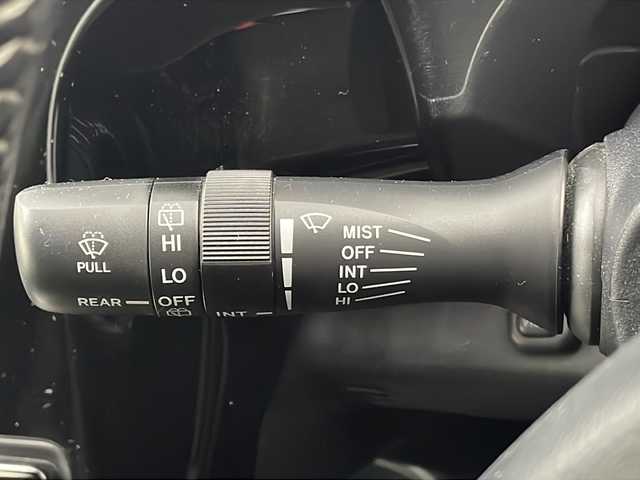 PULL
REAR
HI
LO
OFF
INT
MIST
OFF
INT
LO
HI